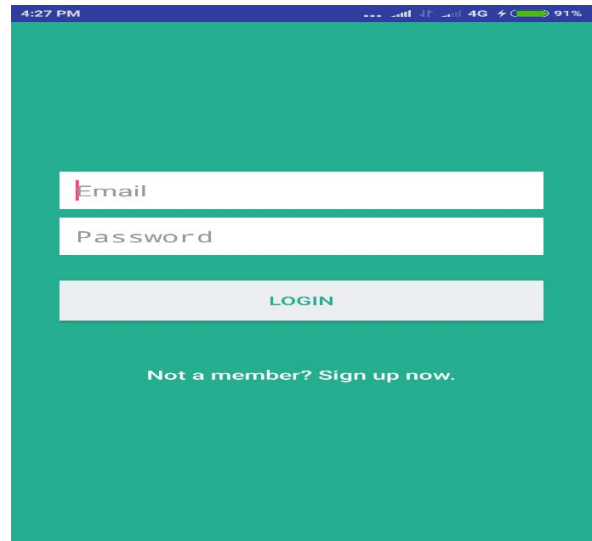 4:27 PM ... 4G 91%
Email
Password
LOGIN
Not a member? Sign up now.